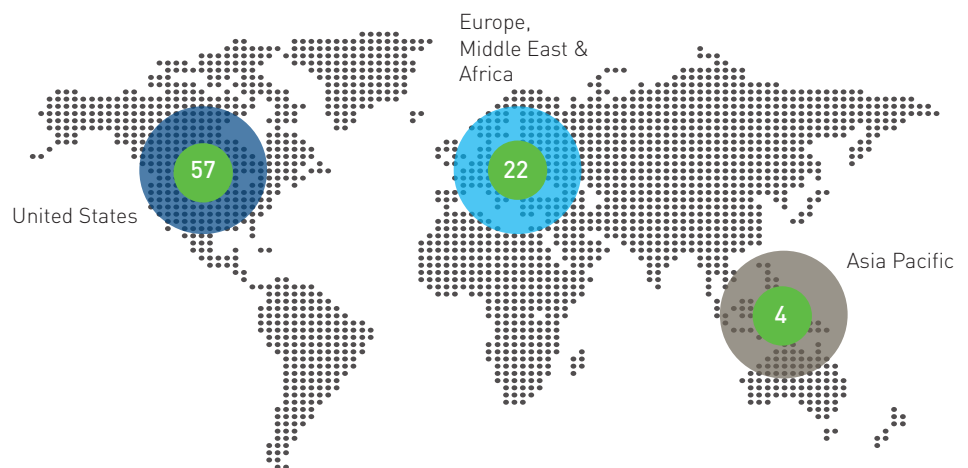 Europe,
Middle East &
Africa
57
22
United States
Asia Pacific
4